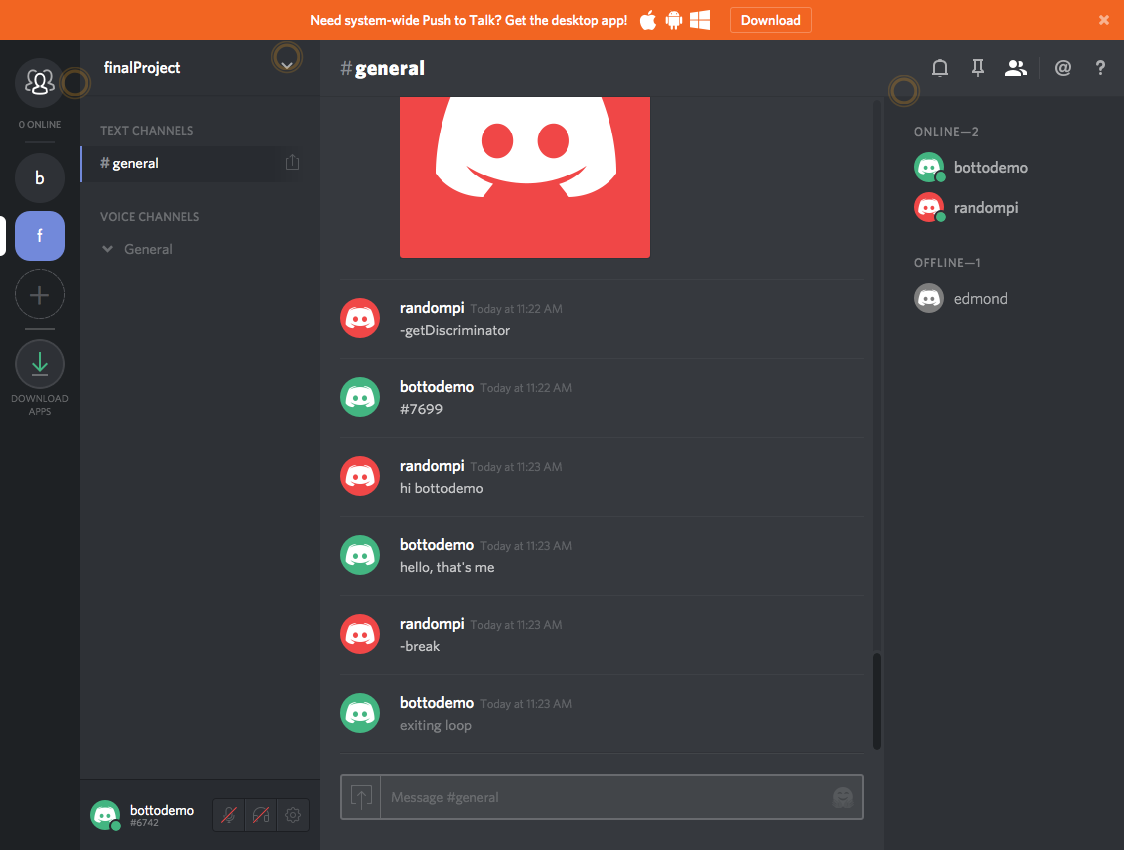 Need system-wide Push to Talk? Get the desktop app!
Download
0 ONLINE
b
f
DOWNLOAD
APPS
finalProject
TEXT CHANNELS
#general
VOICE CHANNELS
General
bottodemo
#6742
#general
@ ?
randompi Today at 11:22 AM
-getDiscriminator
bottodemo Today at 11:22 AM
#7699
randompi Today at 11:23 AM
hi bottodemo
bottodemo Today at 11:23 AM
hello, that's me
randompi Today at 11:23 AM
-break
bottodemo Today at 11:23 AM
exiting loop
Message #general
ONLINE—2
bottodemo
randompi
OFFLINE—1
edmond